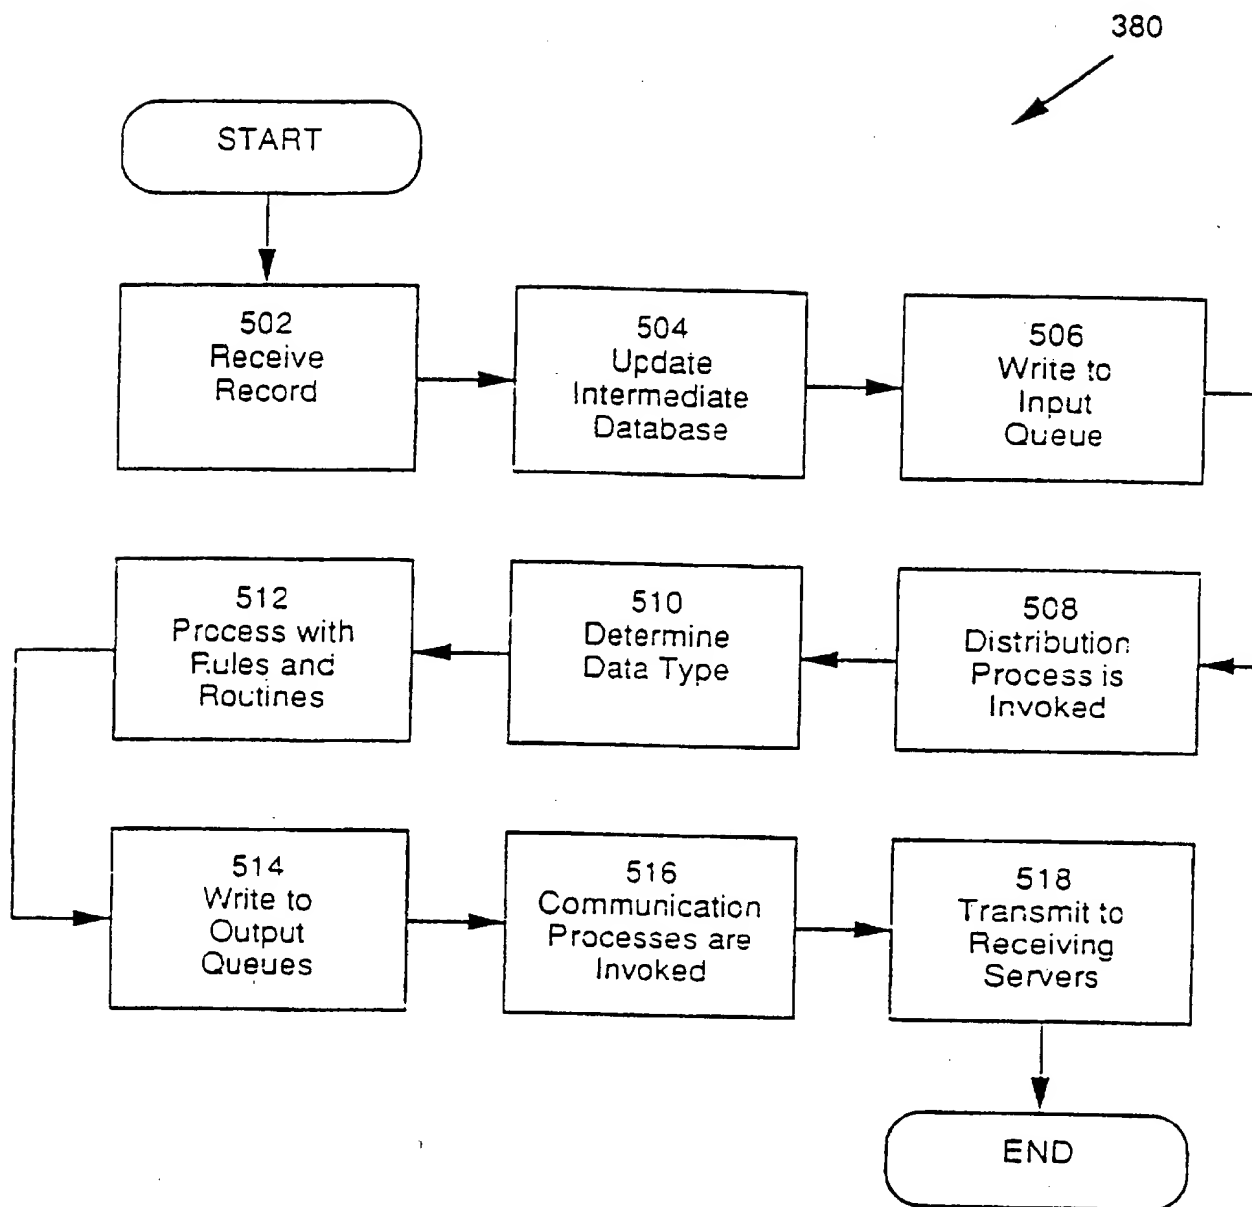 380
START
502
Receive
Record
504
Update
Intermediate
Database
506
Write to
Input
Queue
508
Distribution
Process is
Invoked
510
Determine
Data Type
512
Process with
Rules and
Routines
514
Write to
Output
Queues
516
Communication
Processes are
Invoked
518
Transmit to
Receiving
Servers
END